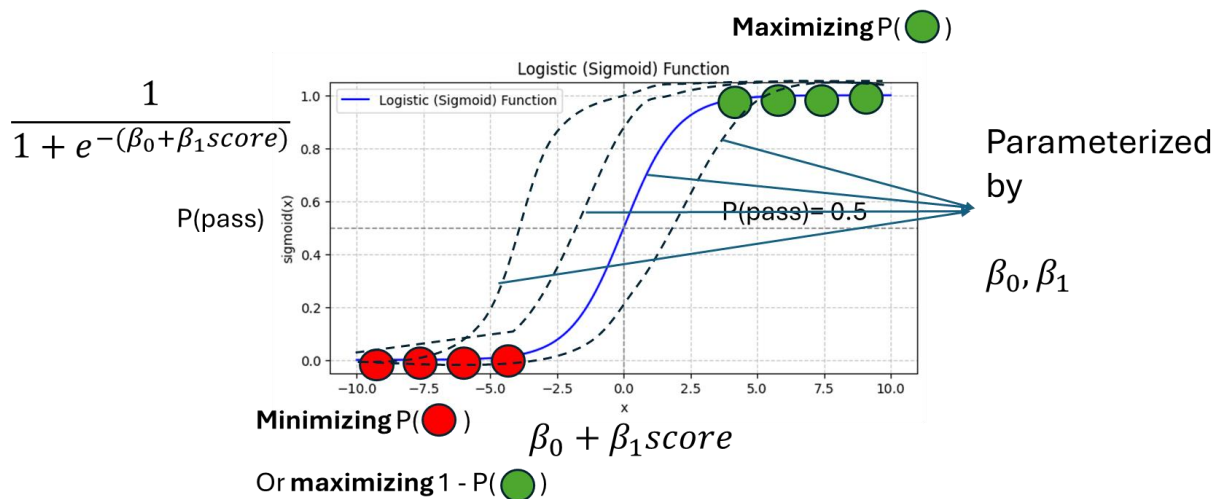 Maximizing P( )
Logistic (Sigmoid) Function
Logistic (Sigmoid) Function
1
1 + e^{-(β₀+β₁score)}
P(pass)
sigmoid(x)
1.0
0.8
0.6
0.4
0.2
0.0
P(pass)= 0.5
Parameterized
by
β₀, β₁
−10.0 −7.5 −5.0 −2.5 0.0 2.5 5.0 7.5 10.0
x
Minimizing P( )
β₀ + β₁score
Or maximizing 1 - P( )